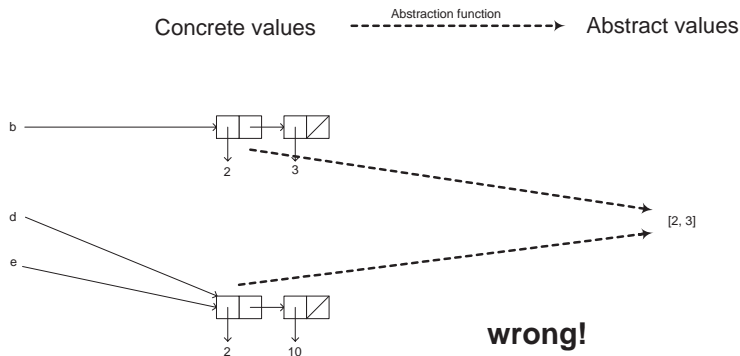 Concrete values
Abstraction function
Abstract values
b
2
3
d
[2, 3]
e
2
10
wrong!